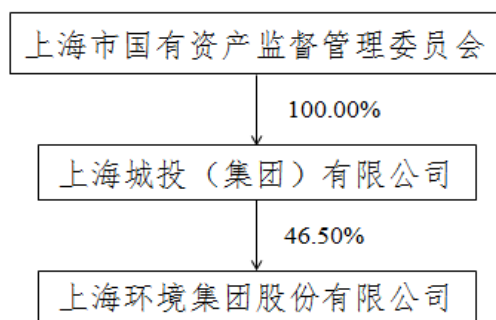 上海市国有资产监督管理委员会
100.00%
上海城投（集团）有限公司
46.50%
上海环境集团股份有限公司